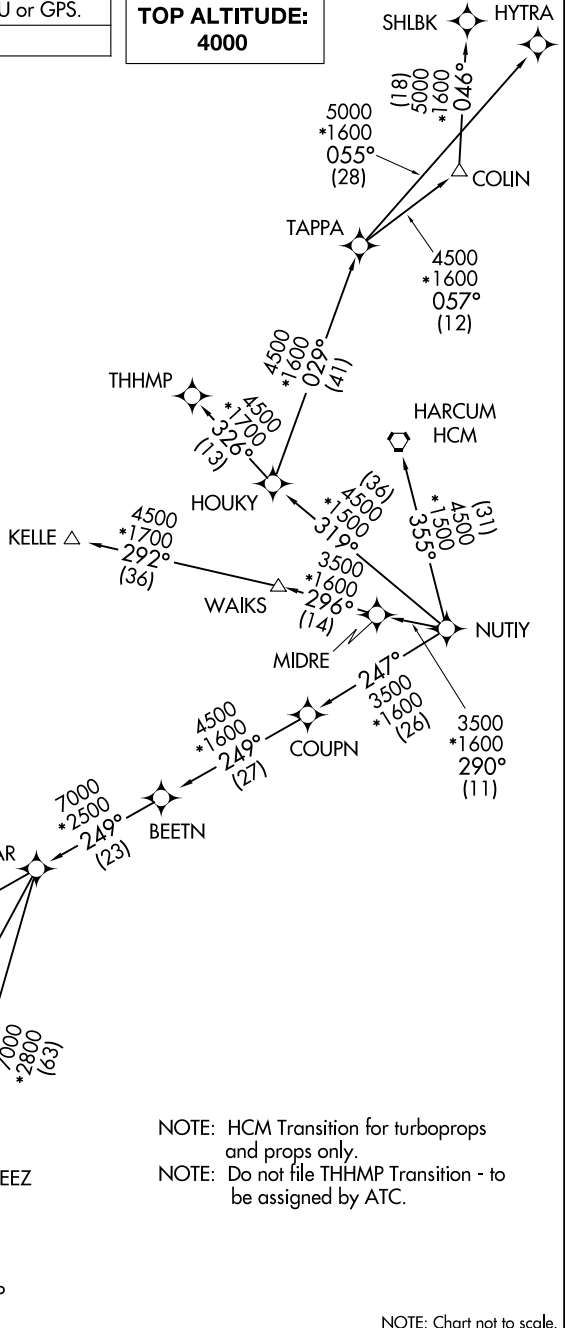 U or GPS.
TOP ALTITUDE:
4000
SHLBK
HYTRA
(18)
5000
*1600
046°
5000
*1600
055°
(28)
COLIN
TAPPA
4500
*1600
057°
(12)
4500
*1600
029°
(41)
THHMP
4500
*1700
326°
(13)
HARCUM
HCM
HOUKY
(36)
4500
*1500
319°
(31)
4500
*1500
355°
KELLE
4500
*1700
292°
(36)
WAIKS
3500
*1600
296°
(14)
MIDRE
NUTIY
247°
3500
*1600
(26)
3500
*1600
290°
(11)
COUPN
4500
*1600
249°
(27)
BEETN
7000
*2500
249°
(23)
AR
7000
*2800
(63)
NOTE: HCM Transition for turboprops
and props only.
NOTE: Do not file THHMP Transition - to
be assigned by ATC.
EEZ
P
NOTE: Chart not to scale.